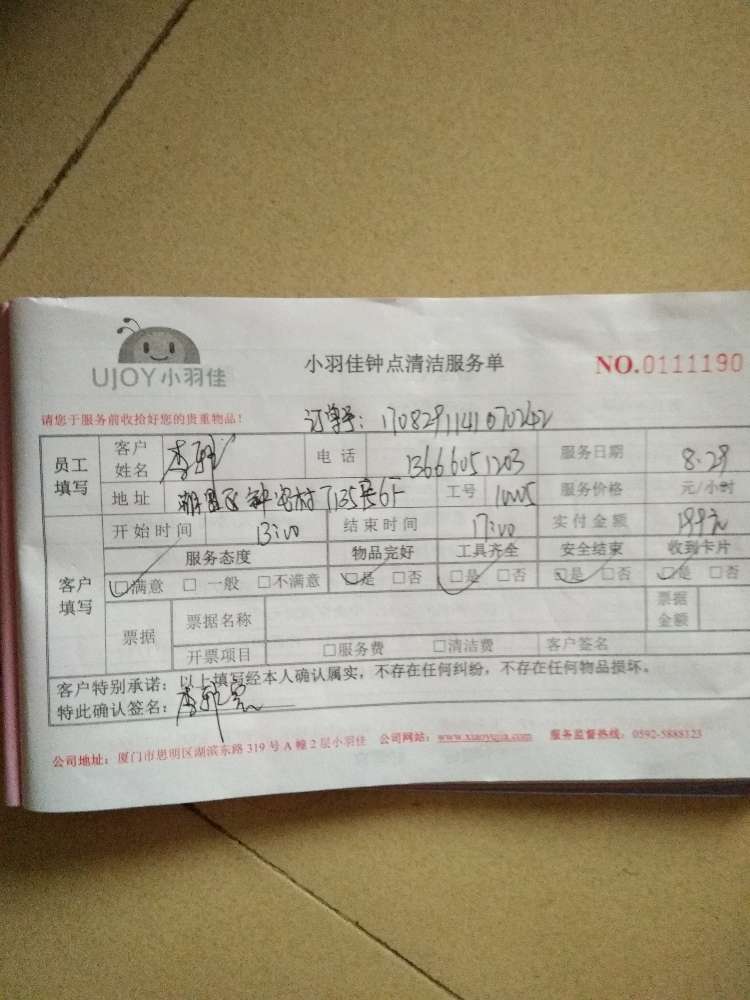 UJOY小羽佳
小羽佳钟点清洁服务单
NO.0111190
请您于服务前收拾好您的贵重物品！
订单号：1708291141070242
员工填写 客户姓名 李 电话 13666051203 服务日期 8.29
地址 湖里区钟宅村 工号 服务价格 元/小时
客户填写 开始时间 13:00 结束时间 17:00 实付金额
服务态度 物品完好 工具齐全 安全结束 收到卡片
□满意 □一般 □不满意 □是 □否 □是 □否 □是 □否 □是 □否
票据 票据名称 票据金额
开票项目 □服务费 □清洁费 客户签名
客户特别承诺：以上填写经本人确认属实，不存在任何纠纷，不存在任何物品损坏。
特此确认签名：李
公司地址：厦门市思明区湖滨东路319号A幢2层小羽佳 公司网站：www.xiaoyujia.com 服务监督热线：0592-5888123